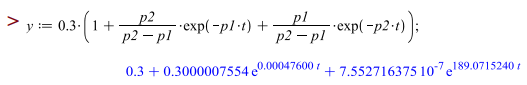 > y := 0.3·(1 + p2/(p2 − p1)·exp(−p1·t) + p1/(p2 − p1)·exp(−p2·t));
0.3 + 0.3000007554 e^(0.00047600 t) + 7.552716375 10^(-7) e^(189.0715240 t)